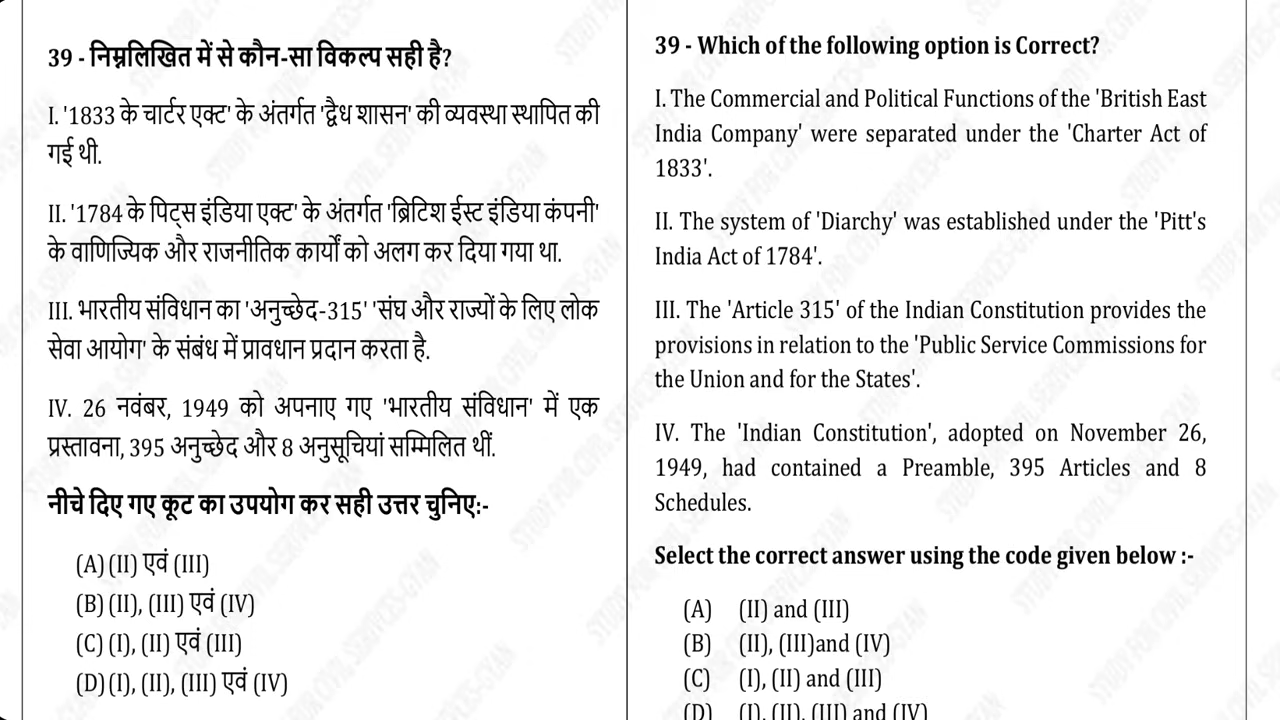 39 - निम्नलिखित में से कौन-सा विकल्प सही है?
I. '1833 के चार्टर एक्ट' के अंतर्गत 'द्वैध शासन' की व्यवस्था स्थापित की
गई थी.
II. '1784 के पिट्स इंडिया एक्ट' के अंतर्गत 'ब्रिटिश ईस्ट इंडिया कंपनी'
के वाणिज्यिक और राजनीतिक कार्यों को अलग कर दिया गया था.
III. भारतीय संविधान का 'अनुच्छेद-315' 'संघ और राज्यों के लिए लोक
सेवा आयोग' के संबंध में प्रावधान प्रदान करता है.
IV. 26 नवंबर, 1949 को अपनाए गए 'भारतीय संविधान' में एक
प्रस्तावना, 395 अनुच्छेद और 8 अनुसूचियां सम्मिलित थीं.
नीचे दिए गए कूट का उपयोग कर सही उत्तर चुनिए:-
(A) (II) एवं (III)
(B) (II), (III) एवं (IV)
(C) (I), (II) एवं (III)
(D) (I), (II), (III) एवं (IV)
39 - Which of the following option is Correct?
I. The Commercial and Political Functions of the 'British East
India Company' were separated under the 'Charter Act of
1833'.
II. The system of 'Diarchy' was established under the 'Pitt's
India Act of 1784'.
III. The 'Article 315' of the Indian Constitution provides the
provisions in relation to the 'Public Service Commissions for
the Union and for the States'.
IV. The 'Indian Constitution', adopted on November 26,
1949, had contained a Preamble, 395 Articles and 8
Schedules.
Select the correct answer using the code given below :-
(A) (II) and (III)
(B) (II), (III)and (IV)
(C) (I), (II) and (III)
(D) (I), (II), (III) and (IV)